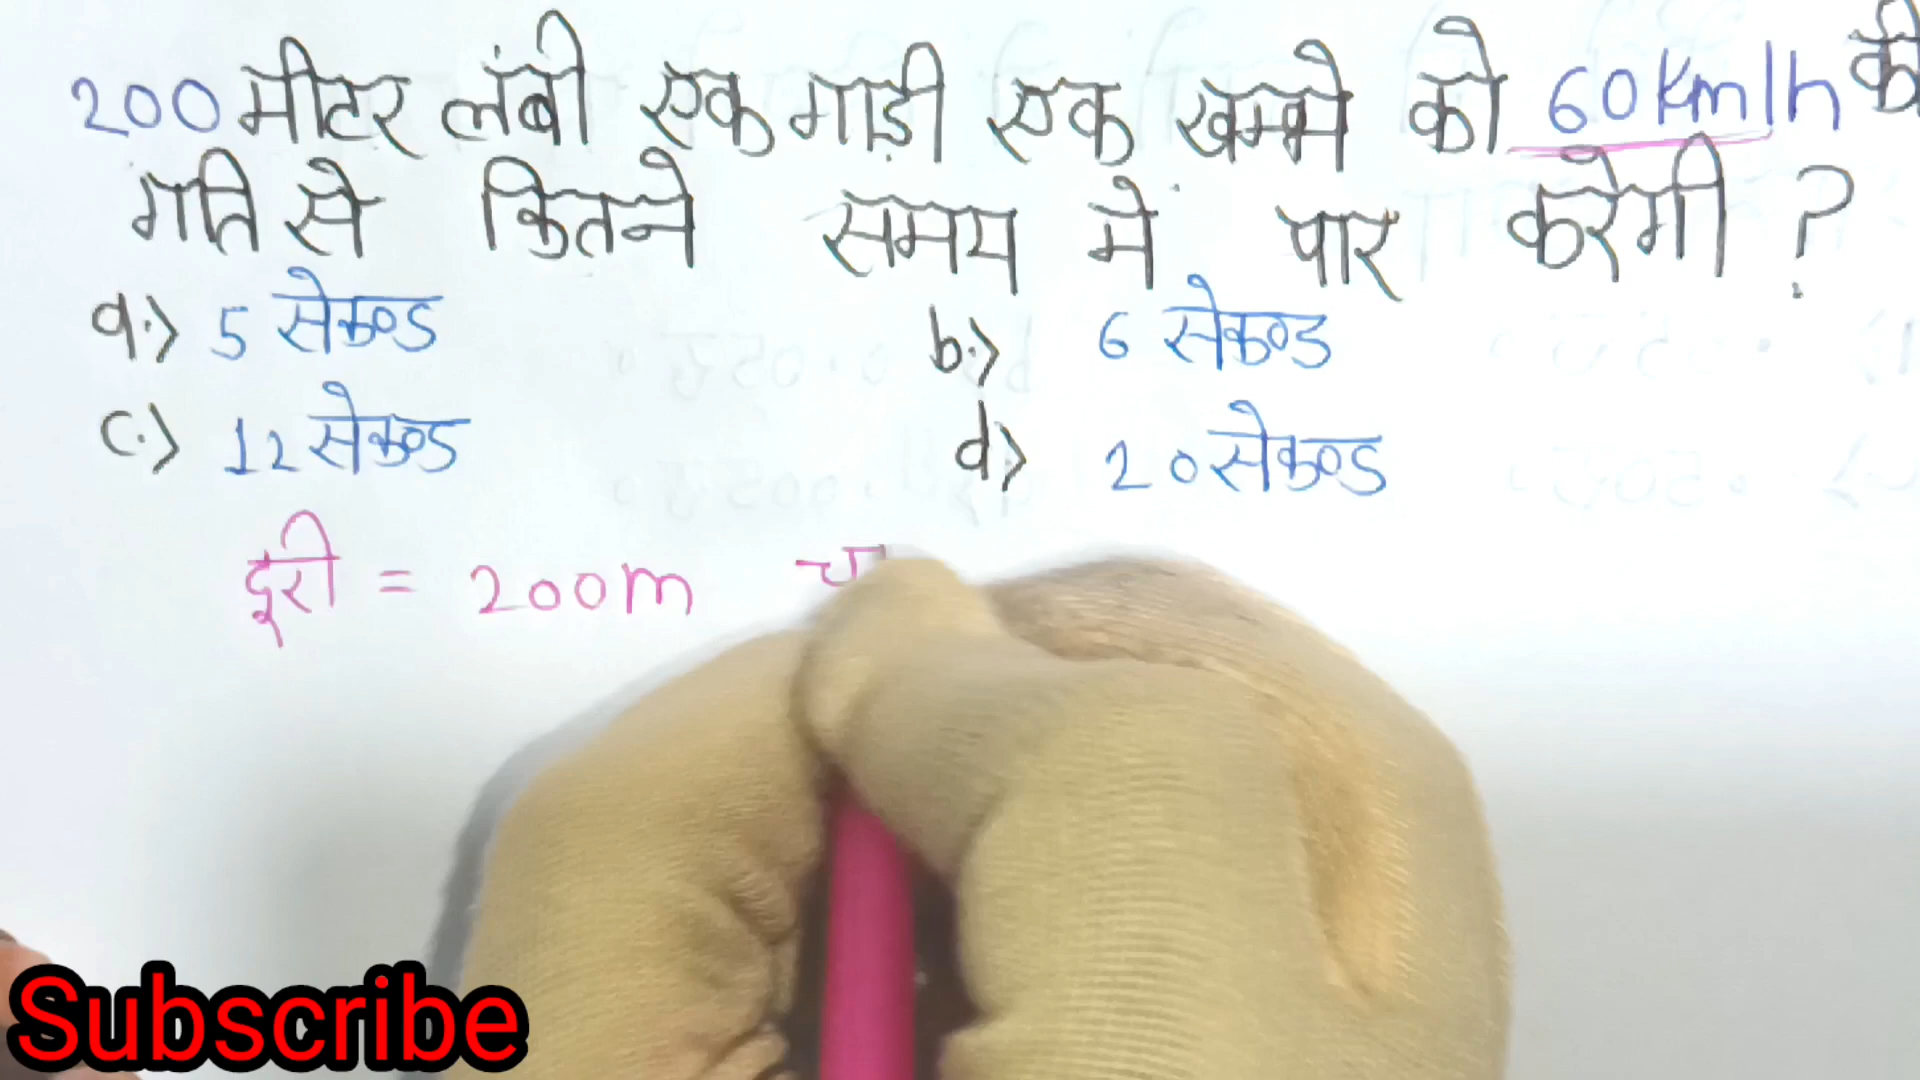 200 मीटर लंबी एक गाड़ी एक खम्भे को 60 Km/h की
गति से कितने समय में पार करेगी ?
a.) 5 सेकण्ड b.) 6 सेकण्ड
c.) 12 सेकण्ड d) 20 सेकण्ड
दूरी = 200m
Subscribe